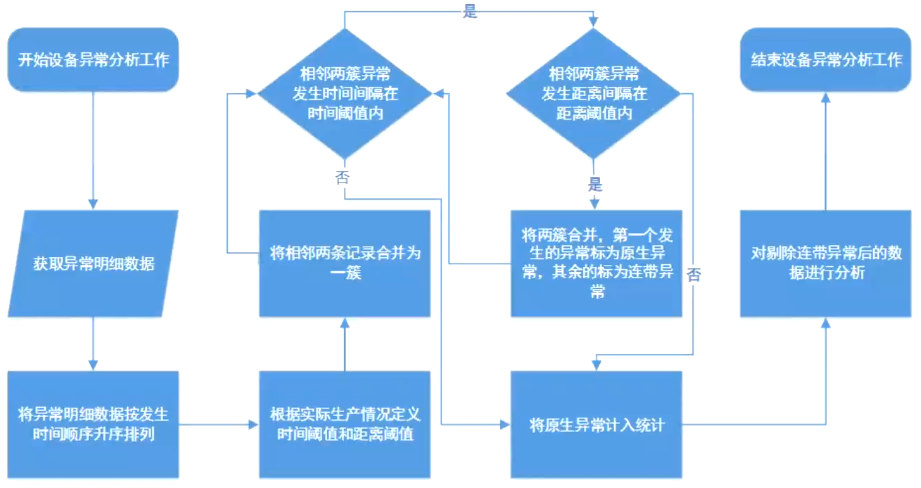 是
开始设备异常分析工作
相邻两簇异常
发生时间间隔在
时间阈值内
相邻两簇异常
发生距离间隔在
距离阈值内
结束设备异常分析工作
否
是
获取异常明细数据
将相邻两条记录合并为
一簇
将两簇合并，第一个发
生的异常标为原生异
常，其余的标为连带异
常
否
对剔除连带异常后的数
据进行分析
将异常明细数据按发生
时间顺序升序排列
根据实际生产情况定义
时间阈值和距离阈值
将原生异常计入统计